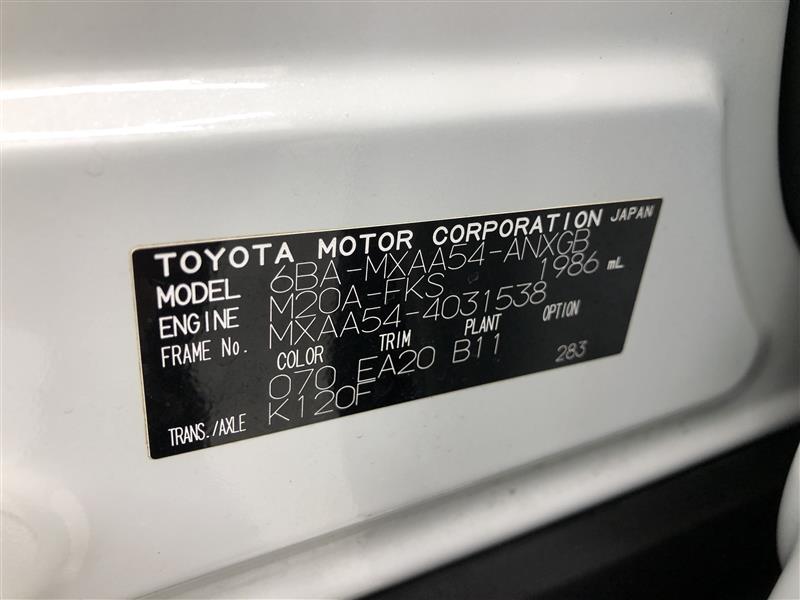 TOYOTA MOTOR CORPORATION JAPAN
MODEL 6BA-MXAA54-ANXGB
ENGINE M20A-FKS 1986 mL
FRAME No. MXAA54-4031538
COLOR TRIM PLANT OPTION
070 EA20 B11 283
TRANS./AXLE K120F